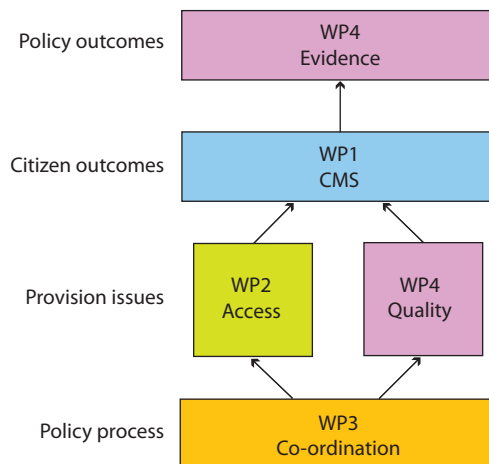 Policy outcomes
WP4
Evidence
Citizen outcomes
WP1
CMS
Provision issues
WP2
Access
WP4
Quality
Policy process
WP3
Co-ordination